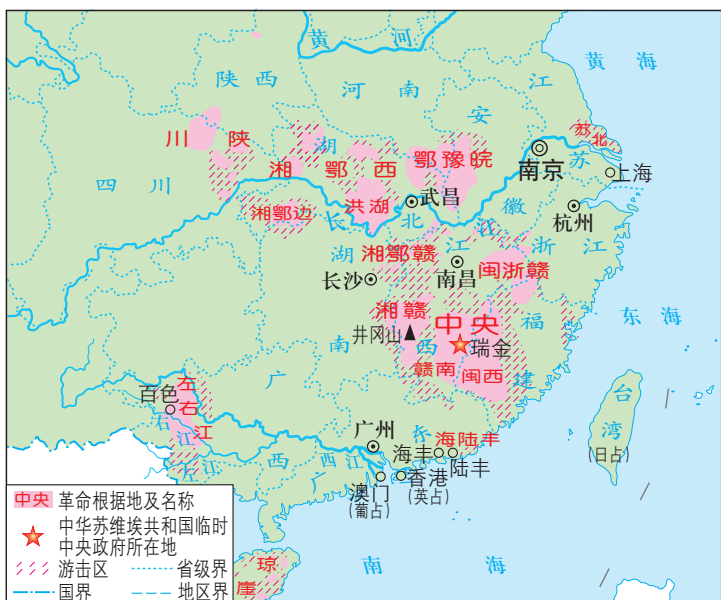 黄 河
黄 海
陕 西
河 南
安
江
川 陕
湖
苏北
湘 鄂 西
鄂豫皖
南京
苏
上海
四 川
洪湖
武昌
湘鄂边
长
北
徽
江
杭州
湖
湘鄂赣
江
浙 江
长沙
南昌
闽浙赣
湘赣
中央
福
东 海
井冈山
瑞金
南
西
赣南
闽西
建
广
百色
左
右
江
右
江
左 江
台
湾
(日占)
广州
东
海陆丰
海丰
陆丰
西
西 江
广
澳门
(葡占)
香港
(英占)
南 海
琼
崖
中央 革命根据地及名称
中华苏维埃共和国临时
中央政府所在地
游击区 省级界
国界 地区界